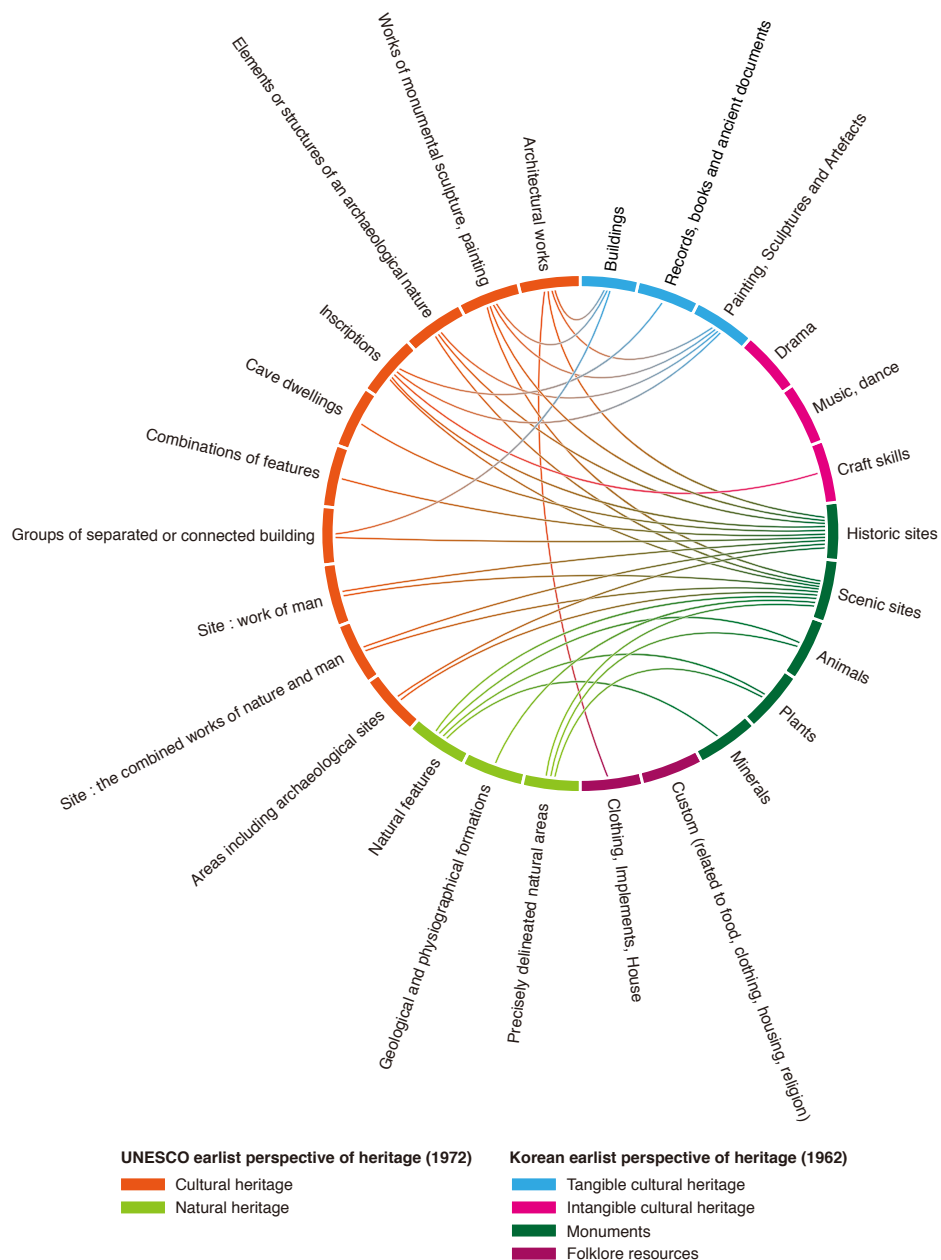 Elements or structures of an archaeological nature
Works of monumental sculpture, painting
Architectural works
Buildings
Records, books and ancient documents
Painting, Sculptures and Artefacts
Drama
Music, dance
Craft skills
Historic sites
Scenic sites
Animals
Plants
Minerals
Custom (related to food, clothing, housing, religion)
Clothing, Implements, House
Precisely delineated natural areas
Geological and physiographical formations
Natural features
Areas including archaeological sites
Site : the combined works of nature and man
Site : work of man
Groups of separated or connected building
Combinations of features
Cave dwellings
Inscriptions
UNESCO earlist perspective of heritage (1972)
Cultural heritage
Natural heritage
Korean earlist perspective of heritage (1962)
Tangible cultural heritage
Intangible cultural heritage
Monuments
Folklore resources